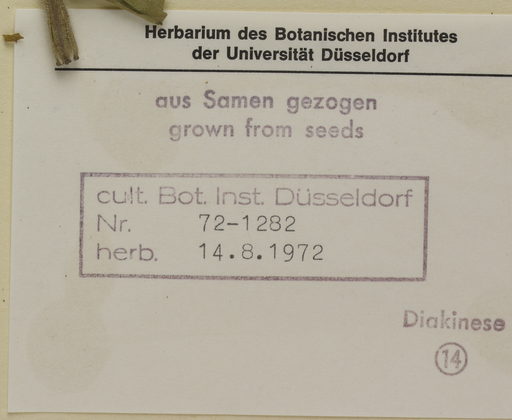 Herbarium des Botanischen Institutes
der Universität Düsseldorf
aus Samen gezogen
grown from seeds
cult. Bot. Inst. Düsseldorf
Nr. 72-1282
herb. 14.8.1972
Diakinese
14